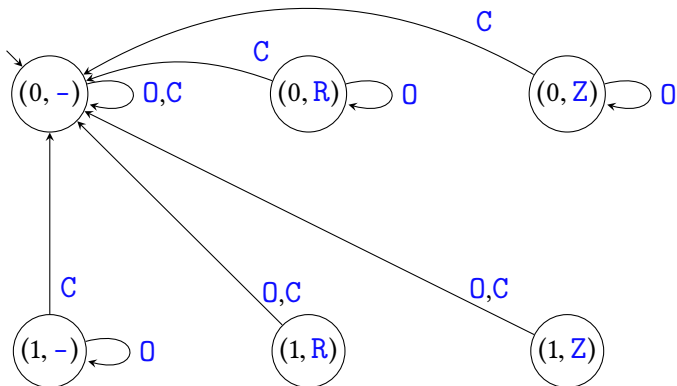 C
C
(0, -) O,C (0, R) O (0, Z) O
C O,C O,C
(1, -) O (1, R) (1, Z)